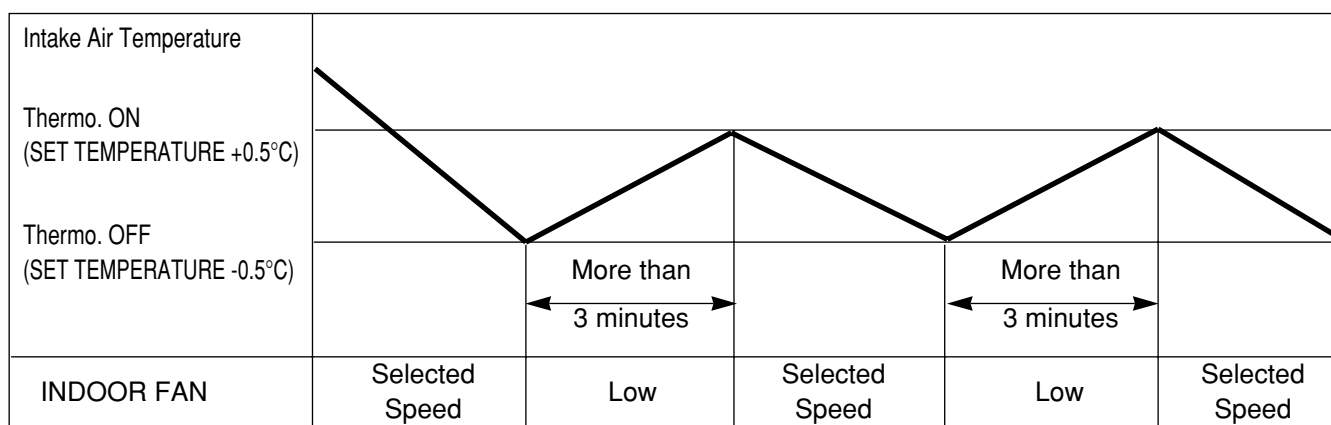 Intake Air Temperature
Thermo. ON
(SET TEMPERATURE +0.5°C)
Thermo. OFF
(SET TEMPERATURE -0.5°C)
More than
3 minutes
More than
3 minutes
INDOOR FAN
Selected
Speed
Low
Selected
Speed
Low
Selected
Speed